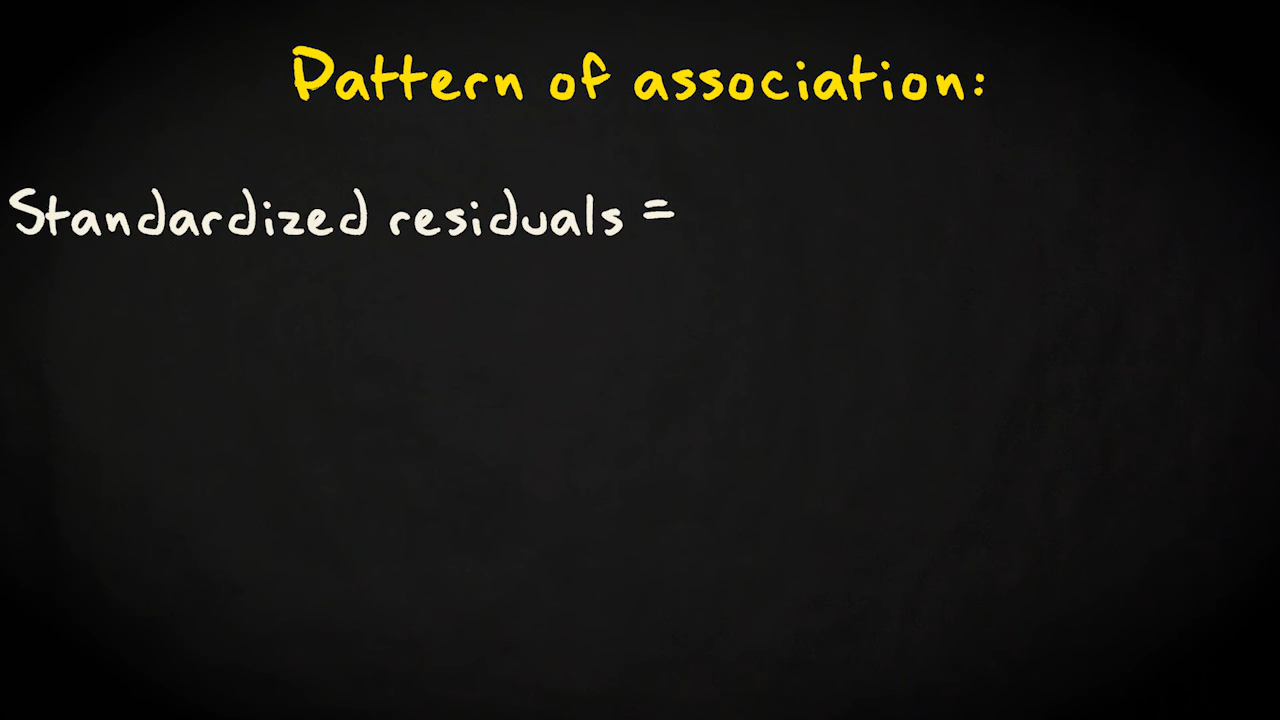 Pattern of association:
Standardized residuals =